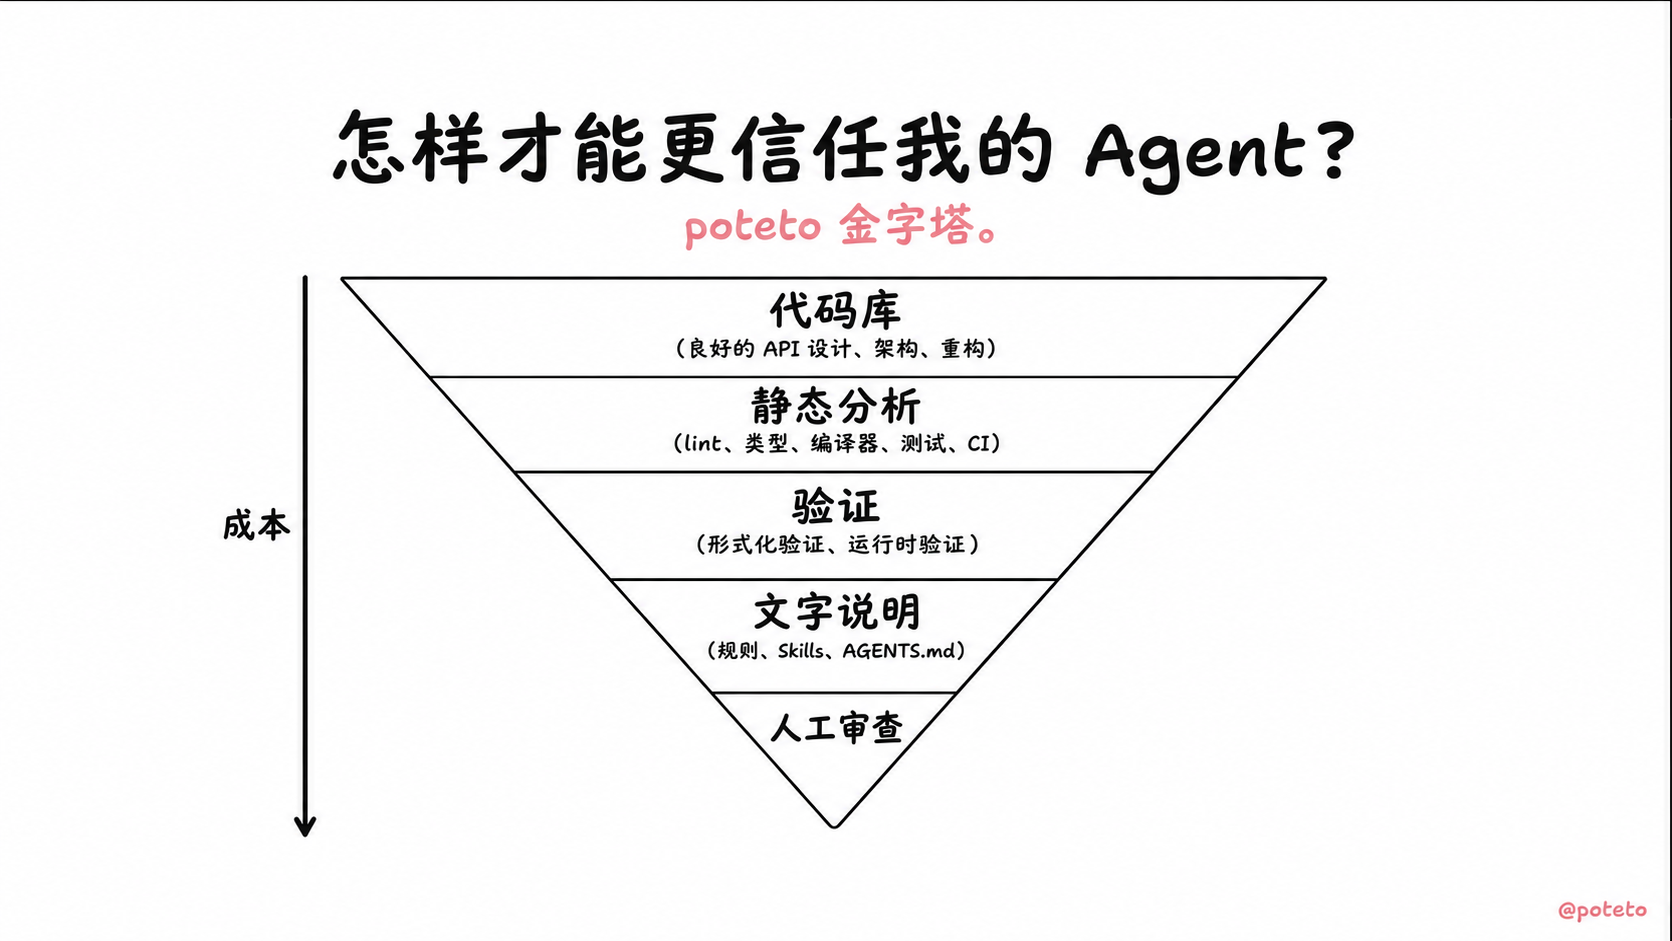 怎样才能更信任我的 Agent?
poteto 金字塔。
代码库
(良好的 API 设计、架构、重构)
静态分析
(lint、类型、编译器、测试、CI)
验证
(形式化验证、运行时验证)
成本
文字说明
(规则、Skills、AGENTS.md)
人工审查
@poteto